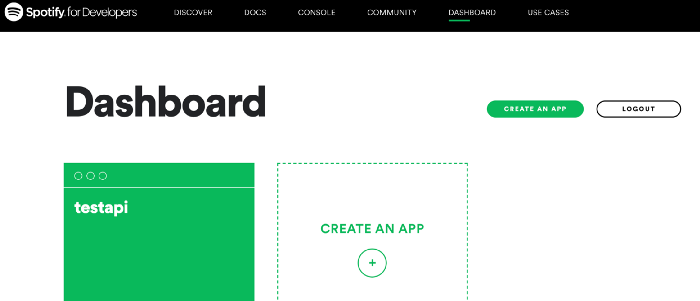 Spotify for Developers DISCOVER DOCS CONSOLE COMMUNITY DASHBOARD USE CASES
Dashboard
CREATE AN APP LOGOUT
testapi
CREATE AN APP
+